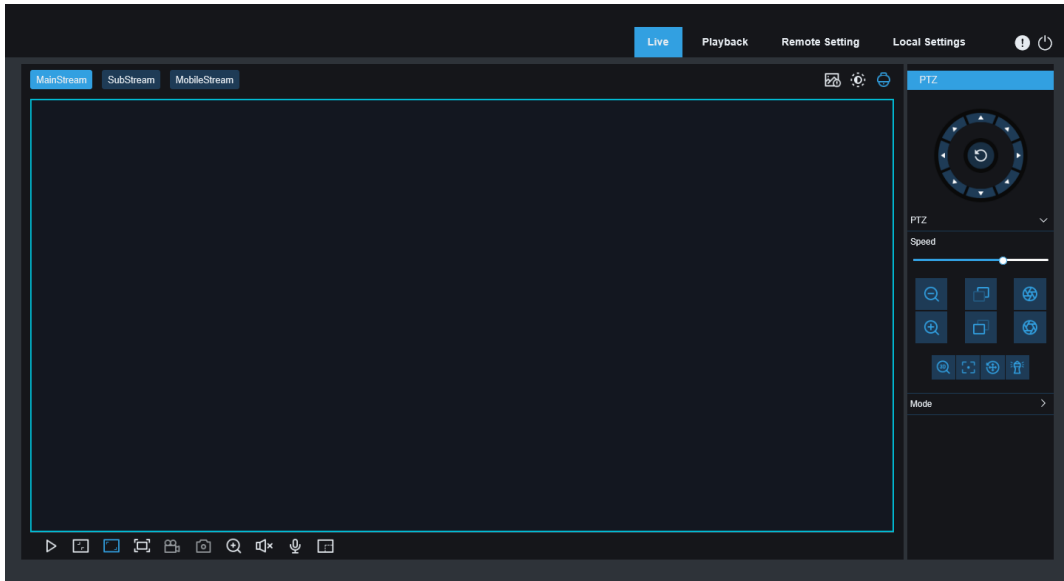 Live Playback Remote Setting Local Settings
MainStream SubStream MobileStream
PTZ
PTZ
Speed
Mode